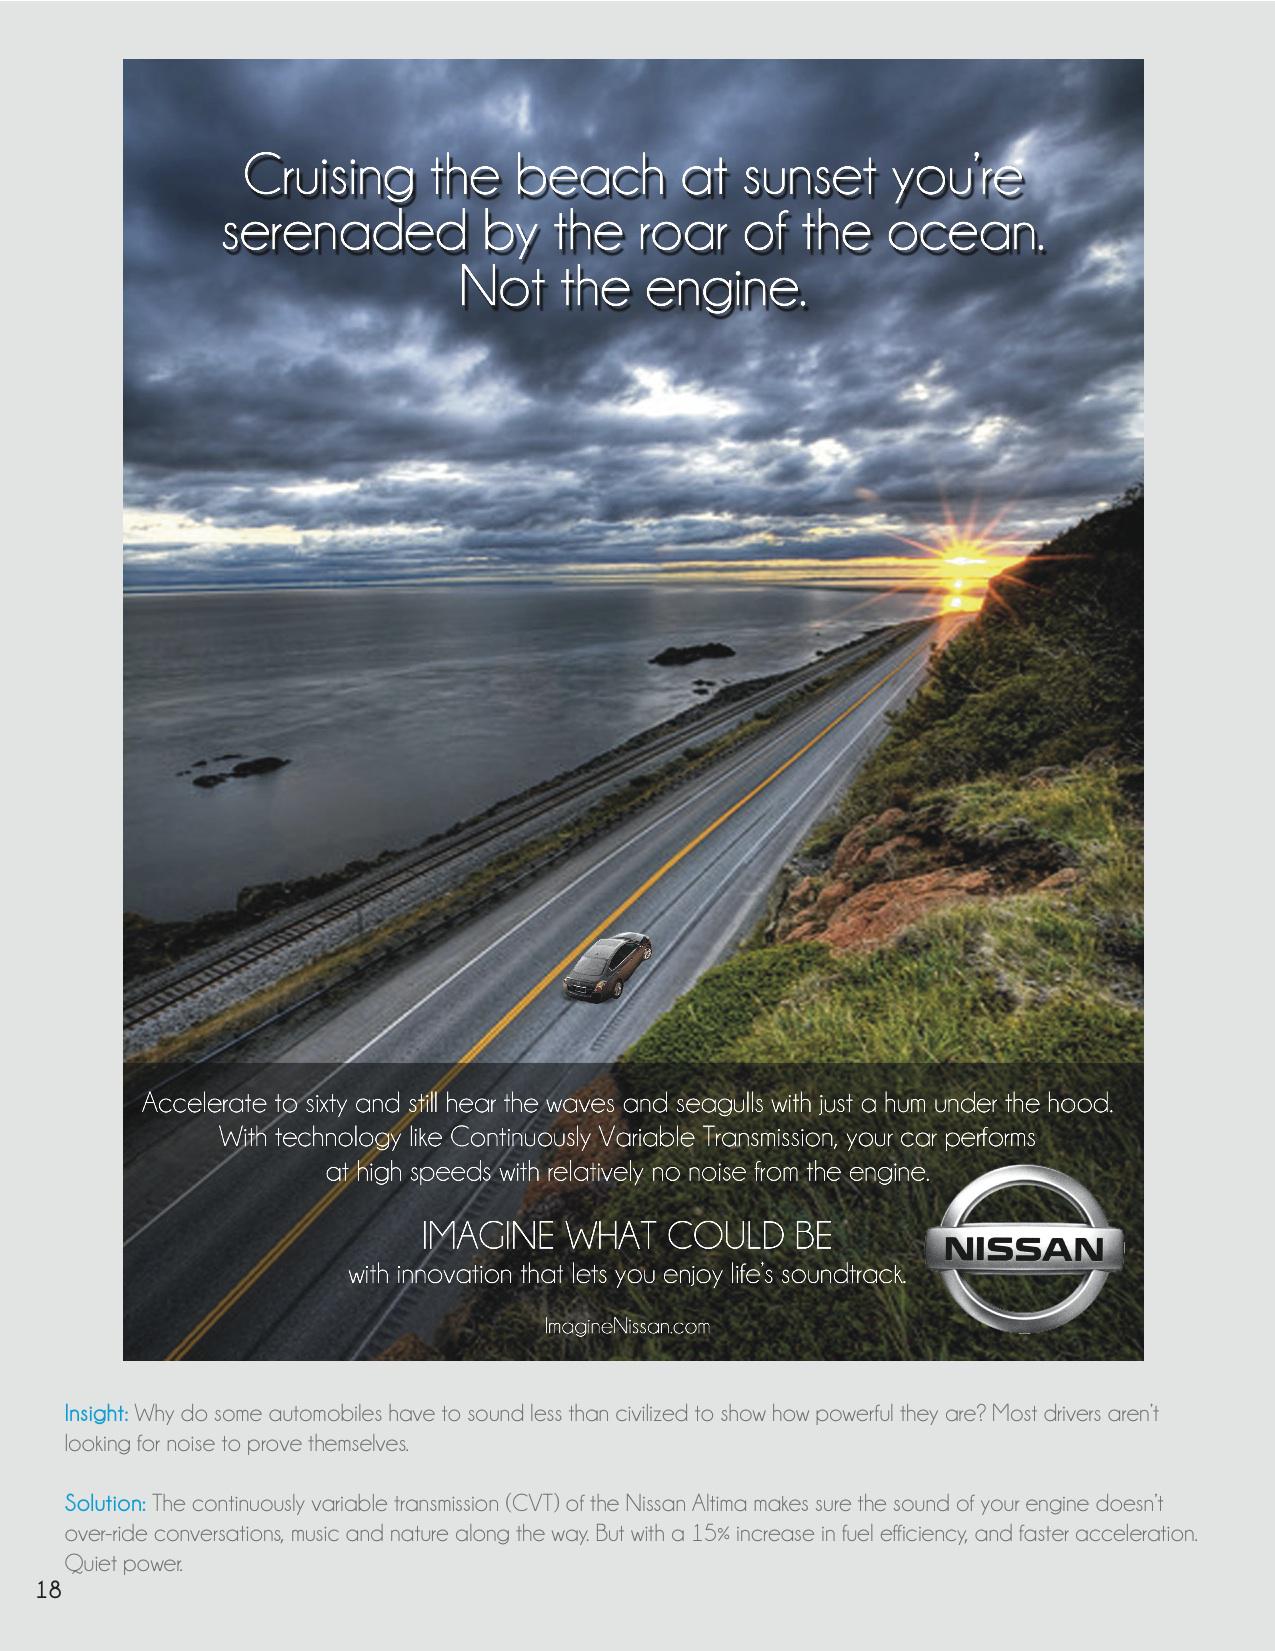 Cruising the beach at sunset you're
serenaded by the roar of the ocean.
Not the engine.
Accelerate to sixty and still hear the waves and seagulls with just a hum under the hood.
With technology like Continuously Variable Transmission, your car performs
at high speeds with relatively no noise from the engine.
IMAGINE WHAT COULD BE
with innovation that lets you enjoy life's soundtrack.
NISSAN
ImagineNissan.com
Insight: Why do some automobiles have to sound less than civilized to show how powerful they are? Most drivers aren't
looking for noise to prove themselves.
Solution: The continuously variable transmission (CVT) of the Nissan Altima makes sure the sound of your engine doesn't
over-ride conversations, music and nature along the way. But with a 15% increase in fuel efficiency, and faster acceleration.
Quiet power.
18